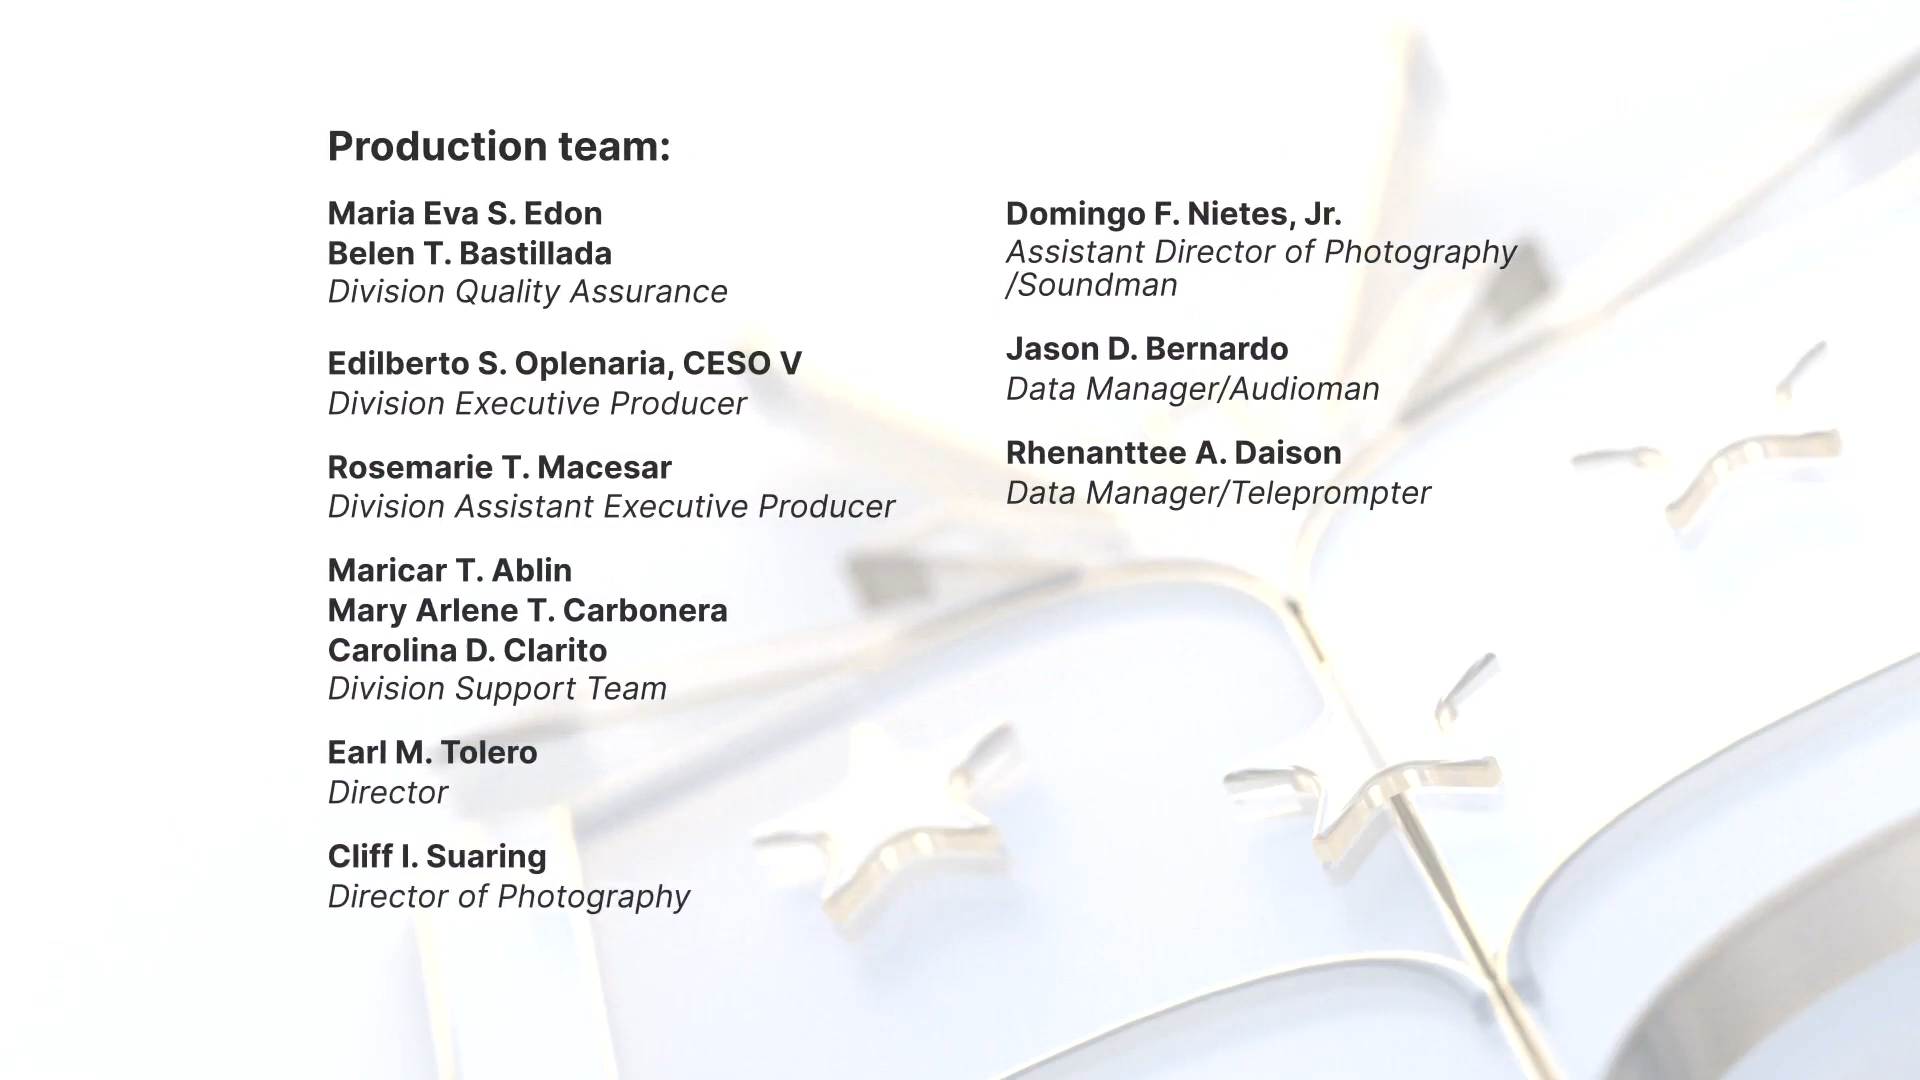 Production team:
Maria Eva S. Edon
Belen T. Bastillada
Division Quality Assurance
Edilberto S. Oplenaria, CESO V
Division Executive Producer
Rosemarie T. Macesar
Division Assistant Executive Producer
Maricar T. Ablin
Mary Arlene T. Carbonera
Carolina D. Clarito
Division Support Team
Earl M. Tolero
Director
Cliff I. Suaring
Director of Photography
Domingo F. Nietes, Jr.
Assistant Director of Photography
/Soundman
Jason D. Bernardo
Data Manager/Audioman
Rhenanttee A. Daison
Data Manager/Teleprompter